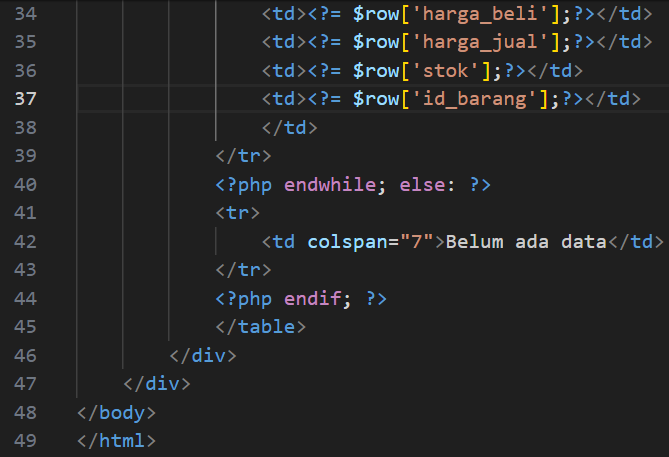 34 <td><?= $row['harga_beli'];?></td>
35 <td><?= $row['harga_jual'];?></td>
36 <td><?= $row['stok'];?></td>
37 <td><?= $row['id_barang'];?></td>
38 </td>
39 </tr>
40 <?php endwhile; else: ?>
41 <tr>
42 <td colspan="7">Belum ada data</td>
43 </tr>
44 <?php endif; ?>
45 </table>
46 </div>
47 </div>
48 </body>
49 </html>